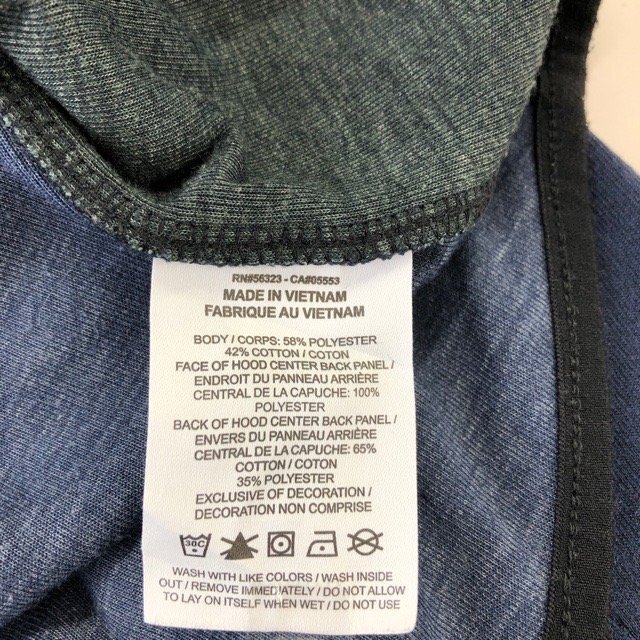 RN#56323 - CA#05553
MADE IN VIETNAM
FABRIQUE AU VIETNAM
BODY / CORPS: 58% POLYESTER
42% COTTON / COTON
FACE OF HOOD CENTER BACK PANEL /
ENDROIT DU PANNEAU ARRIÈRE
CENTRAL DE LA CAPUCHE: 100%
POLYESTER
BACK OF HOOD CENTER BACK PANEL /
ENVERS DU PANNEAU ARRIÈRE
CENTRAL DE LA CAPUCHE: 65%
COTTON / COTON
35% POLYESTER
EXCLUSIVE OF DECORATION /
DECORATION NON COMPRISE
30C
WASH WITH LIKE COLORS / WASH INSIDE
OUT / REMOVE IMMEDIATELY / DO NOT ALLOW
TO LAY ON ITSELF WHEN WET / DO NOT USE